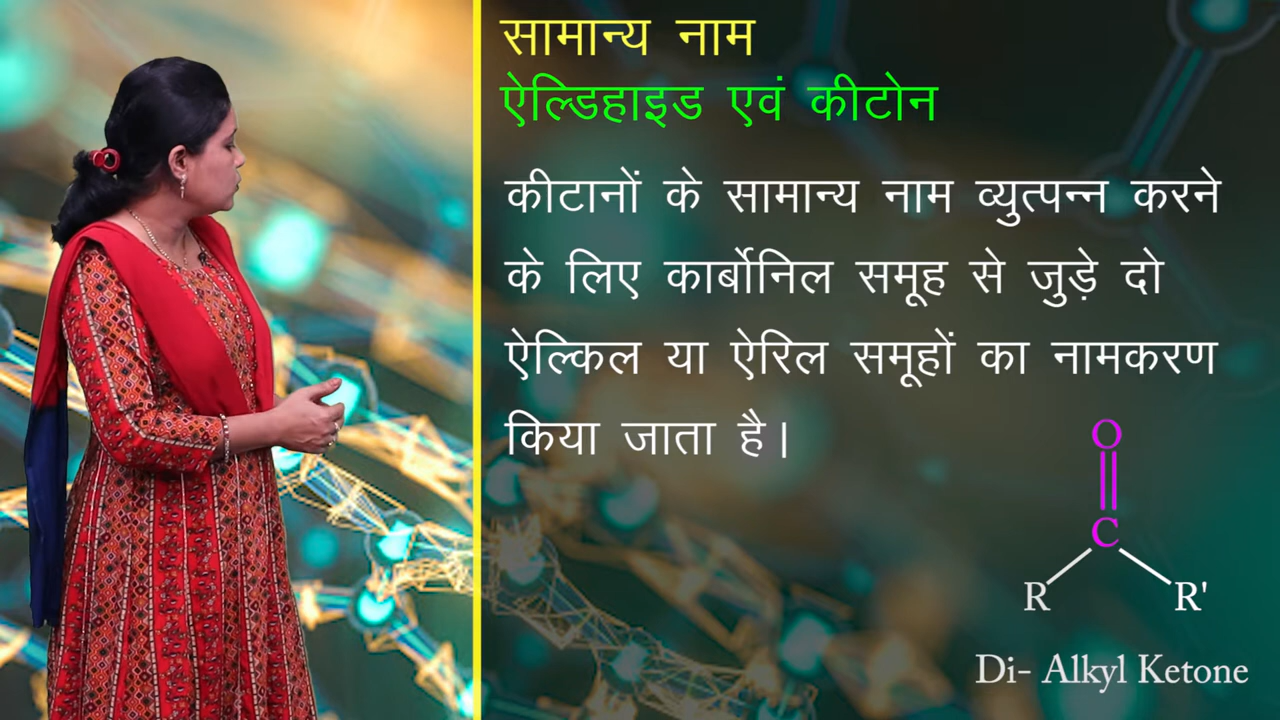 सामान्य नाम
ऐल्डिहाइड एवं कीटोन
कीटानों के सामान्य नाम व्युत्पन्न करने
के लिए कार्बोनिल समूह से जुड़े दो
ऐल्किल या ऐरिल समूहों का नामकरण
किया जाता है।
O
C
R R'
Di- Alkyl Ketone